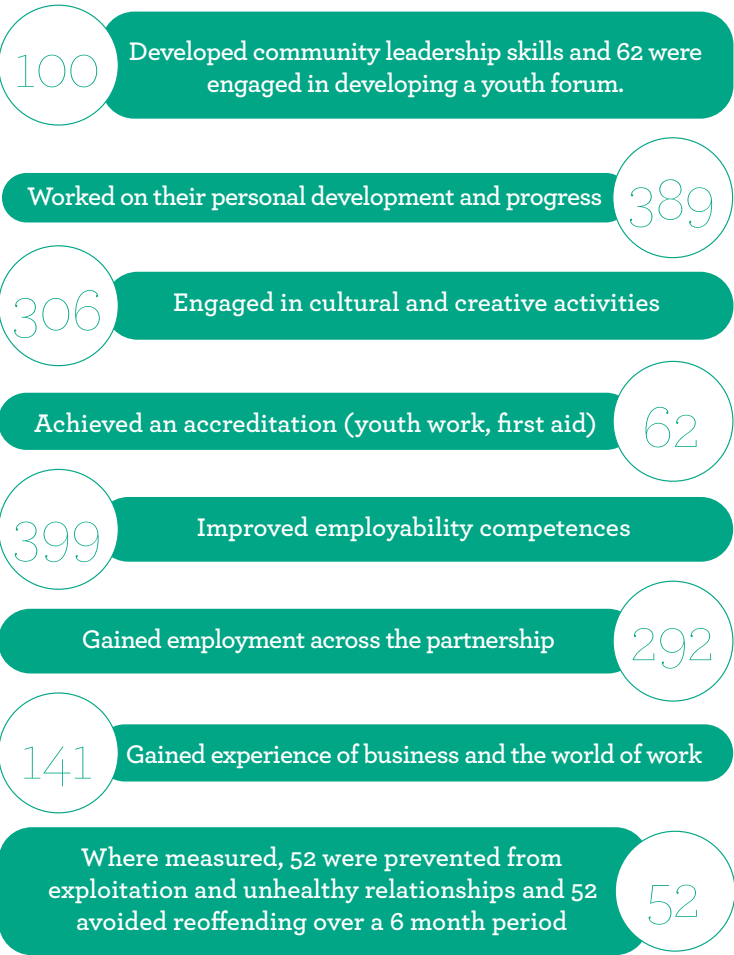 100
Developed community leadership skills and 62 were
engaged in developing a youth forum.
Worked on their personal development and progress
389
306
Engaged in cultural and creative activities
Achieved an accreditation (youth work, first aid)
62
399
Improved employability competences
Gained employment across the partnership
292
141
Gained experience of business and the world of work
Where measured, 52 were prevented from
exploitation and unhealthy relationships and 52
avoided reoffending over a 6 month period
52